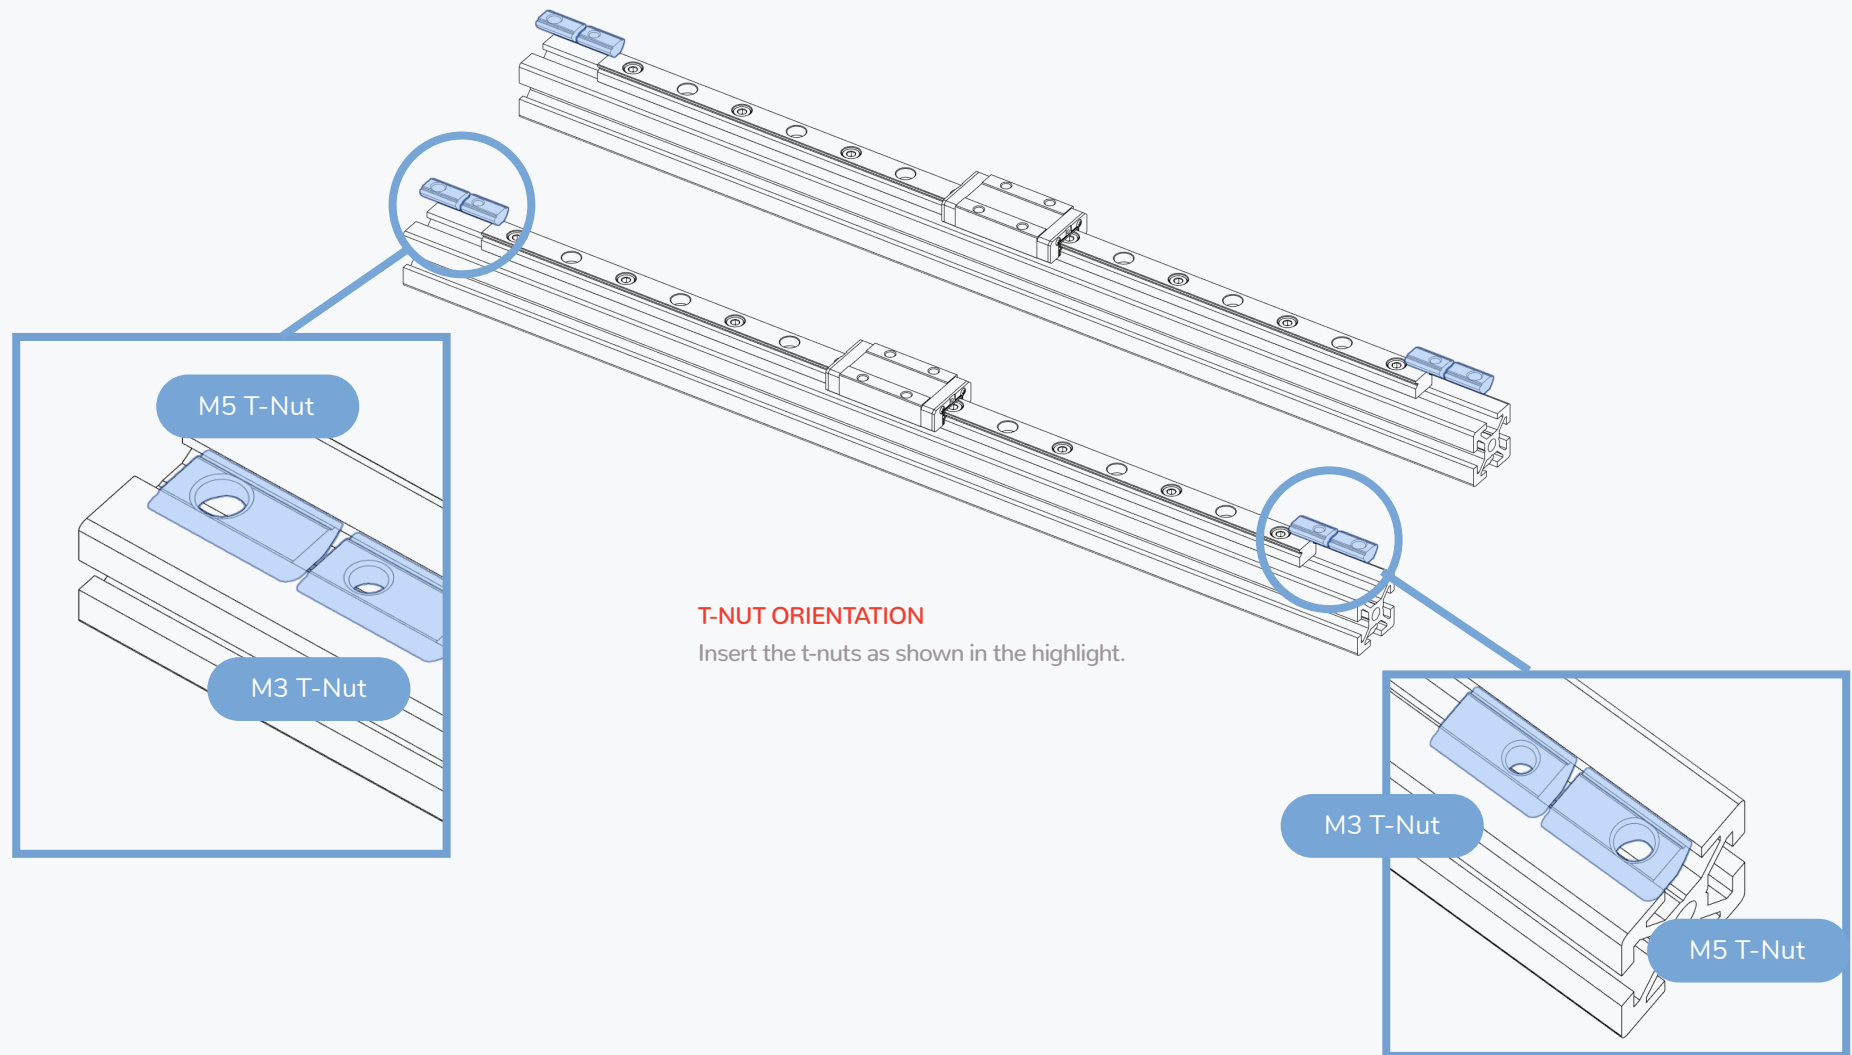 M5 T-Nut
M3 T-Nut
T-NUT ORIENTATION
Insert the t-nuts as shown in the highlight.
M3 T-Nut
M5 T-Nut